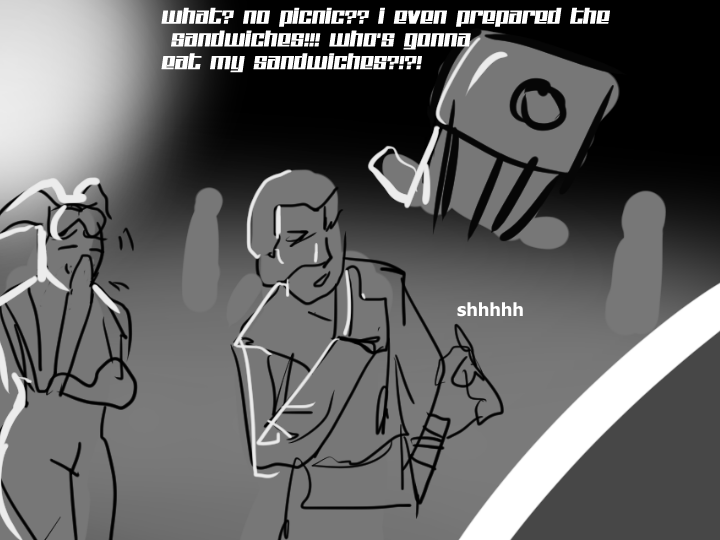 what? no picnic?? i even prepared the
sandwiches!!! who's gonna
eat my sandwiches?!?!
shhhhh